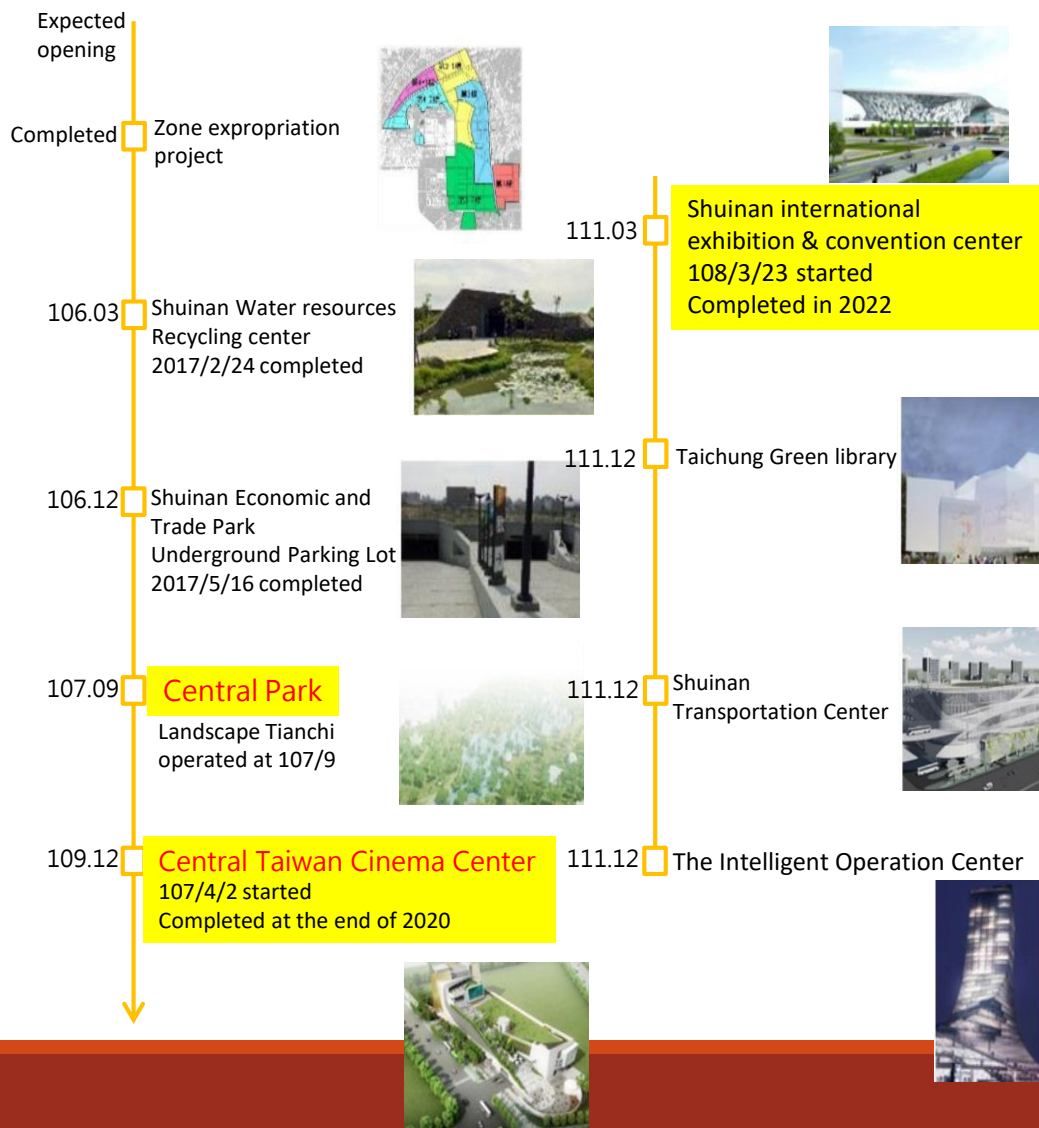 Expected
opening
Completed
Zone expropriation
project
106.03
Shuinan Water resources
Recycling center
2017/2/24 completed
106.12
Shuinan Economic and
Trade Park
Underground Parking Lot
2017/5/16 completed
107.09
Central Park
Landscape Tianchi
operated at 107/9
109.12
Central Taiwan Cinema Center
107/4/2 started
Completed at the end of 2020
111.03
Shuinan international
exhibition & convention center
108/3/23 started
Completed in 2022
111.12
Taichung Green library
111.12
Shuinan
Transportation Center
111.12
The Intelligent Operation Center